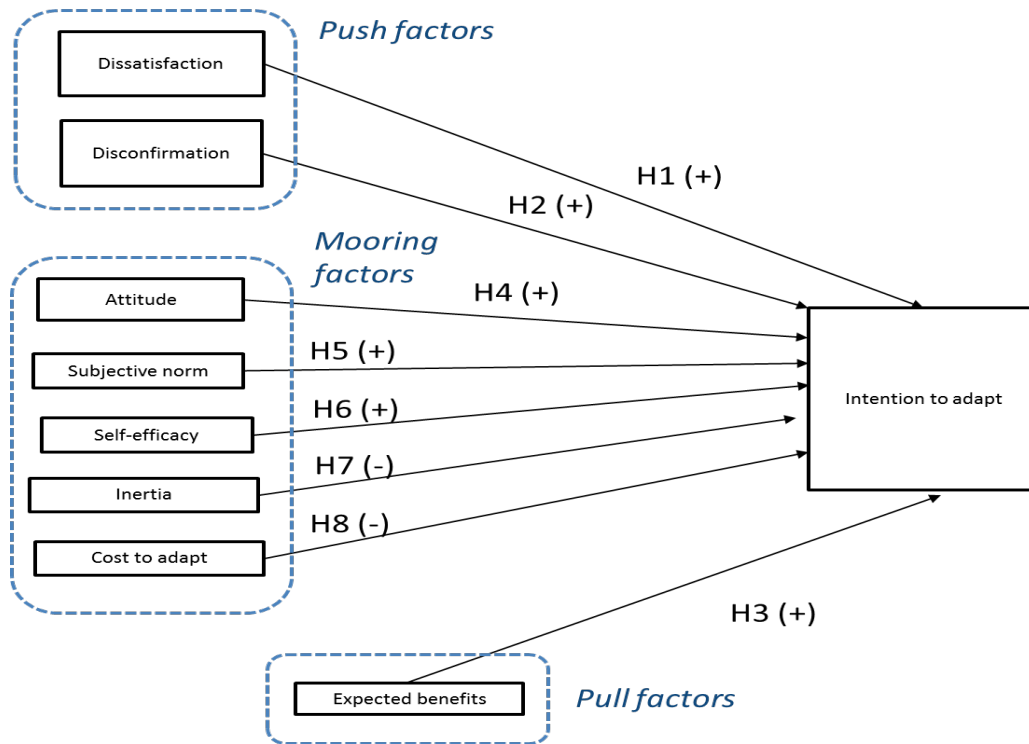 Push factors
Dissatisfaction
Disconfirmation
H1 (+)
H2 (+)
Mooring
factors
Attitude
H4 (+)
Subjective norm
H5 (+)
Self-efficacy
H6 (+)
Inertia
H7 (-)
Cost to adapt
H8 (-)
Intention to adapt
H3 (+)
Expected benefits
Pull factors